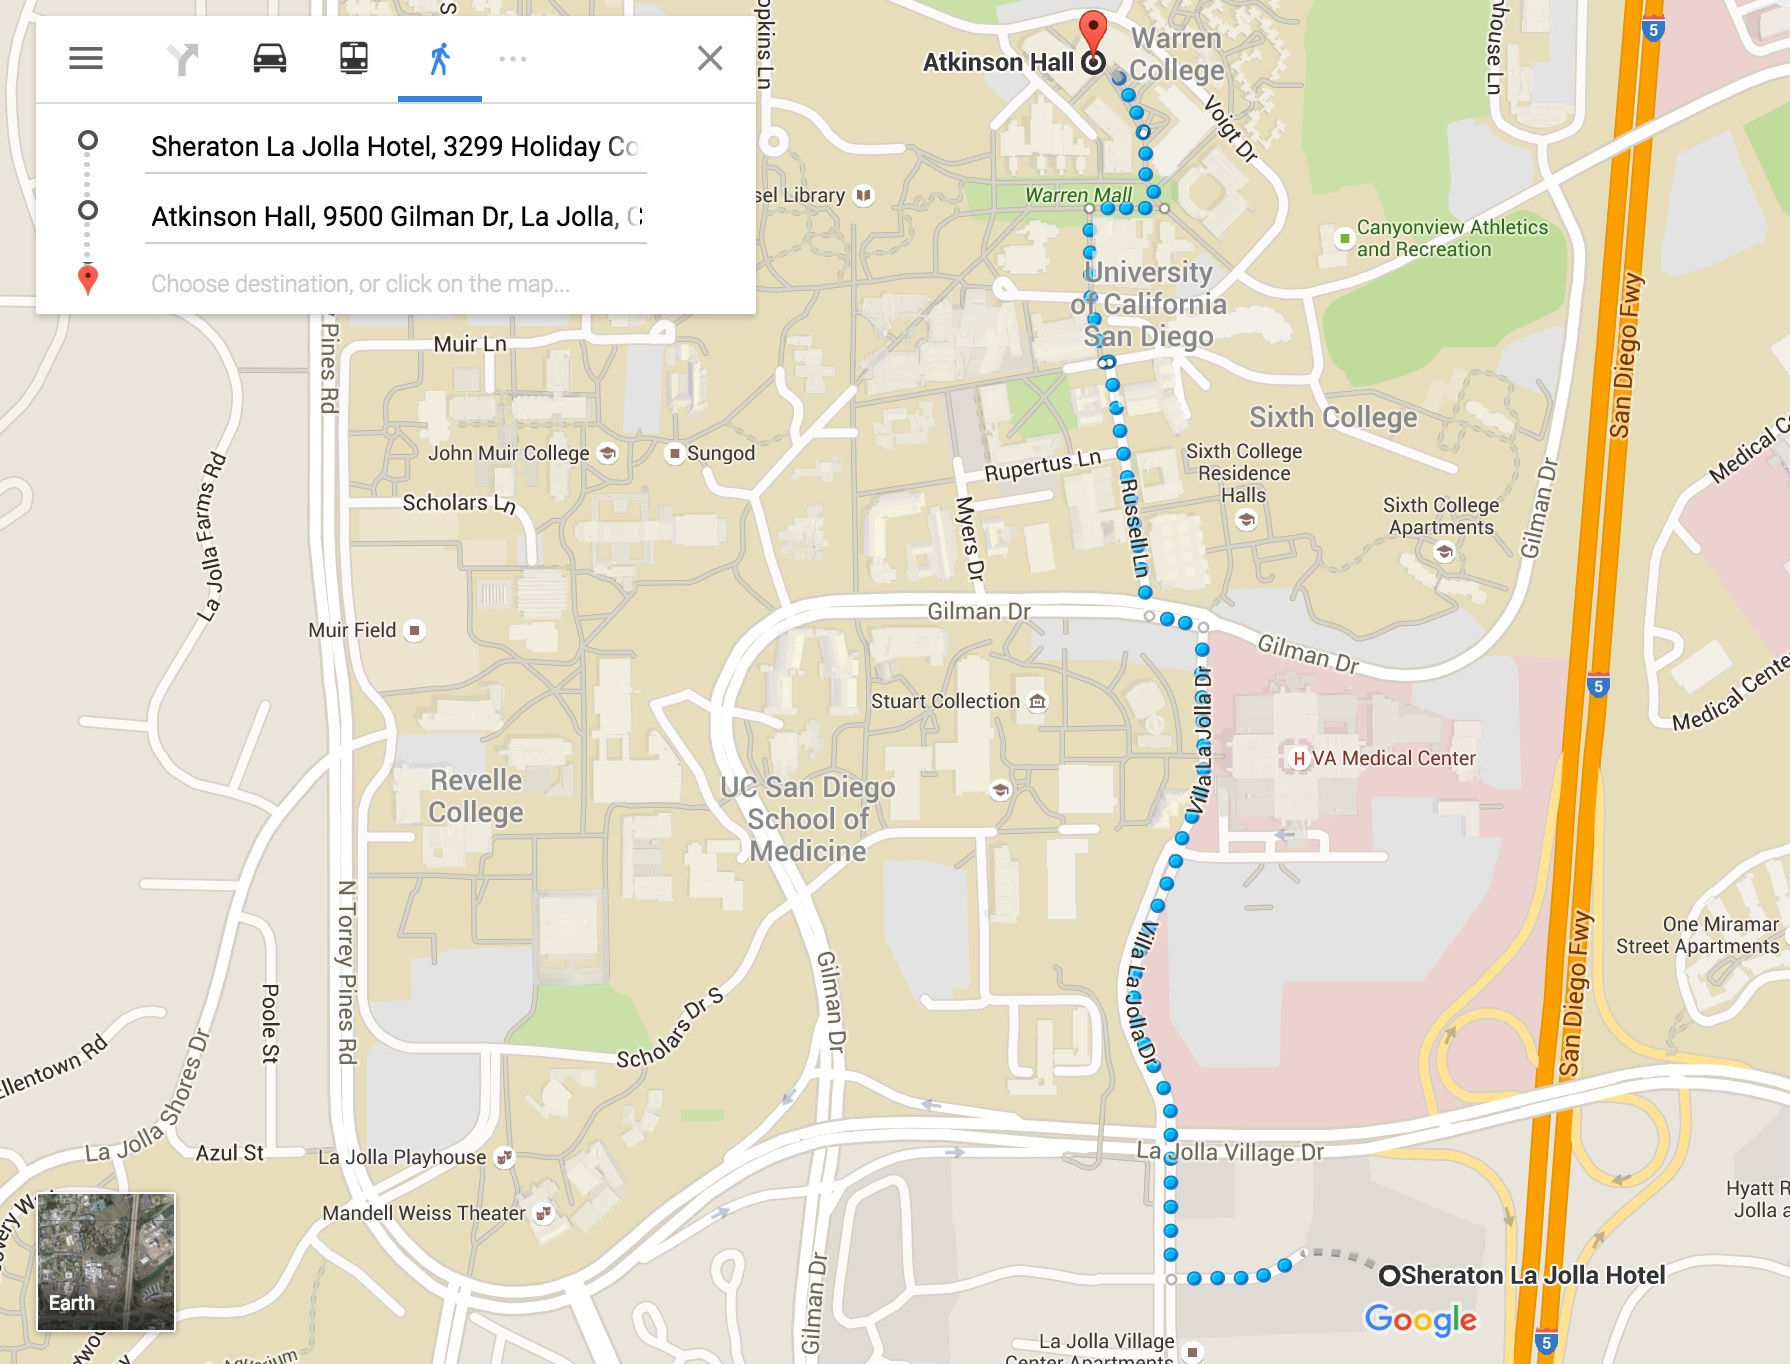 Sheraton La Jolla Hotel, 3299 Holiday Co
Atkinson Hall, 9500 Gilman Dr, La Jolla, C
Choose destination, or click on the map...
Atkinson Hall
Warren
College
Voigt Dr
5
Warren Mall
sel Library
Canyonview Athletics
and Recreation
University
of California
San Diego
San Diego Fwy
Pines Rd
Muir Ln
Sixth College
John Muir College
Sungod
Rupertus Ln
Sixth College
Residence
Halls
La Jolla Farms Rd
Scholars Ln
Myers Dr
Russell Ln
Sixth College
Apartments
Gilman Dr
Muir Field
Gilman Dr
Gilman Dr
5
Medical Cente
Stuart Collection
Villa La Jolla Dr
H
VA Medical Center
Revelle
College
UC San Diego
School of
Medicine
N Torrey Pines Rd
Villa La Jolla Dr
San Diego Fwy
One Miramar
Street Apartments
Poole St
Scholars Dr S
Gilman Dr
ellentown Rd
La Jolla Shores Dr
Azul St
La Jolla Playhouse
La Jolla Village Dr
Mandell Weiss Theater
Hyatt R
Jolla a
Earth
Gilman Dr
Sheraton La Jolla Hotel
Google
La Jolla Village
Center Apartments
5